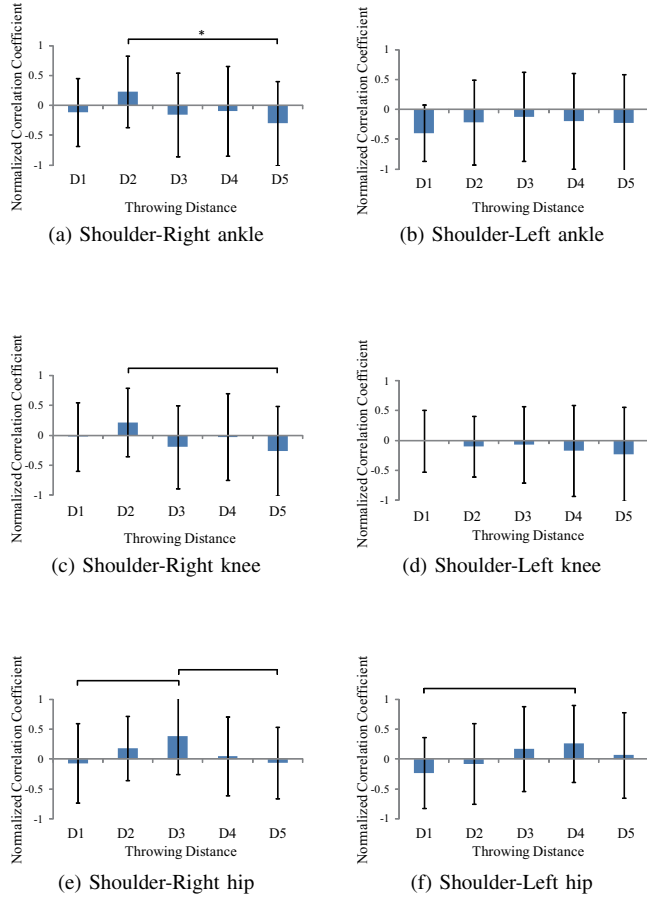 *
Normalized Correlation Coefficient
1
0.5
0
-0.5
-1
D1 D2 D3 D4 D5
Throwing Distance
(a) Shoulder-Right ankle
Normalized Correlation Coefficient
1
0.5
0
-0.5
-1
D1 D2 D3 D4 D5
Throwing Distance
(b) Shoulder-Left ankle
Normalized Correlation Coefficient
1
0.5
0
-0.5
-1
D1 D2 D3 D4 D5
Throwing Distance
(c) Shoulder-Right knee
Normalized Correlation Coefficient
1
0.5
0
-0.5
-1
D1 D2 D3 D4 D5
Throwing Distance
(d) Shoulder-Left knee
Normalized Correlation Coefficient
1
0.5
0
-0.5
-1
D1 D2 D3 D4 D5
Throwing Distance
(e) Shoulder-Right hip
Normalized Correlation Coefficient
1
0.5
0
-0.5
-1
D1 D2 D3 D4 D5
Throwing Distance
(f) Shoulder-Left hip